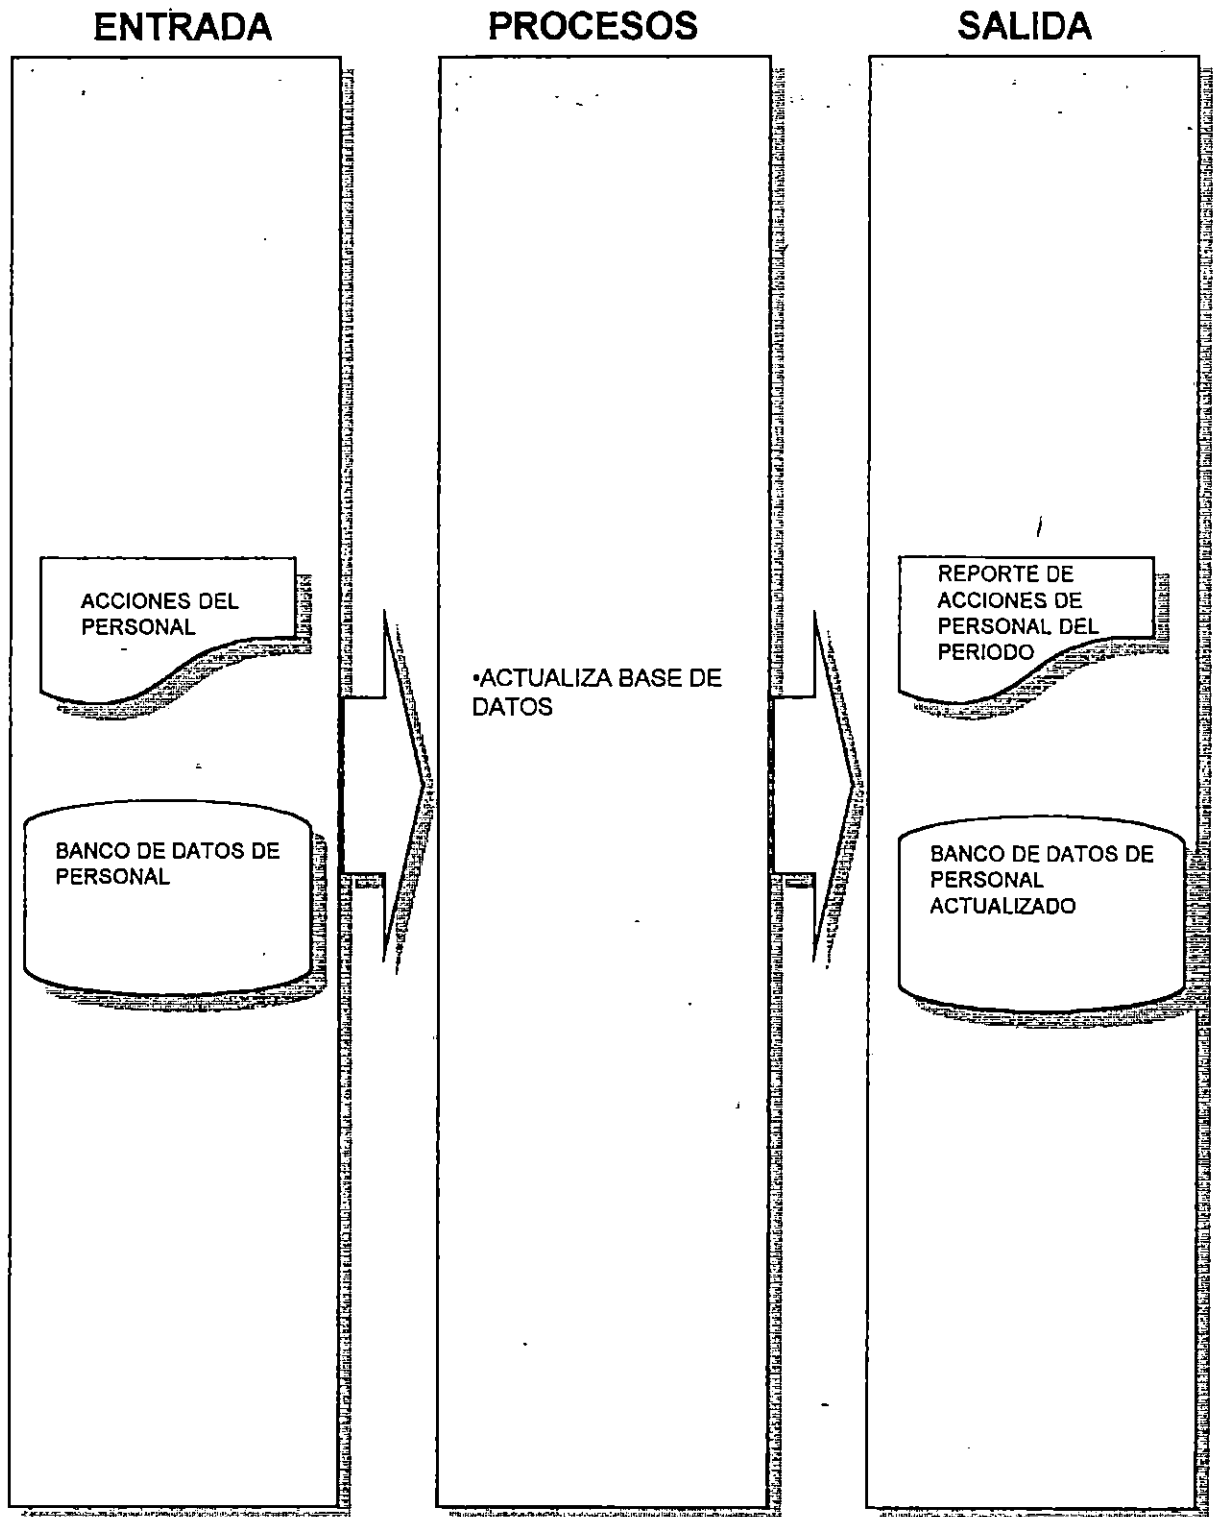 ENTRADA
PROCESOS
SALIDA
ACCIONES DEL
PERSONAL
BANCO DE DATOS DE
PERSONAL
•ACTUALIZA BASE DE
DATOS
REPORTE DE
ACCIONES DE
PERSONAL DEL
PERIODO
BANCO DE DATOS DE
PERSONAL
ACTUALIZADO